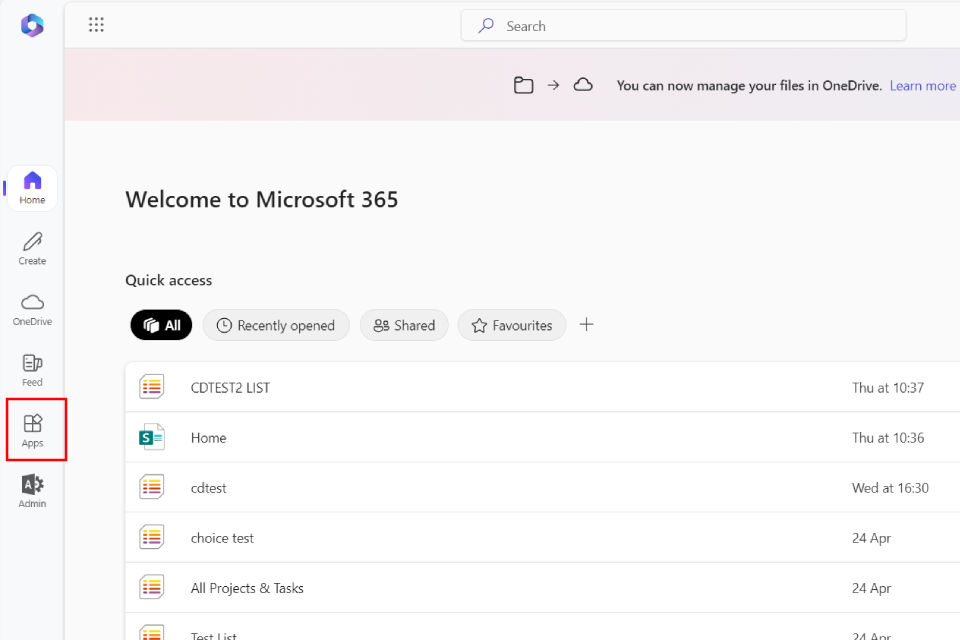 Search
You can now manage your files in OneDrive. Learn more
Home
Create
OneDrive
Feed
Apps
A
Admin
Welcome to Microsoft 365
Quick access
All Recently opened Shared Favourites
CDTEST2 LIST Thu at 10:37
S Home Thu at 10:36
cdtest Wed at 16:30
choice test 24 Apr
All Projects & Tasks 24 Apr
Test List 24 Apr